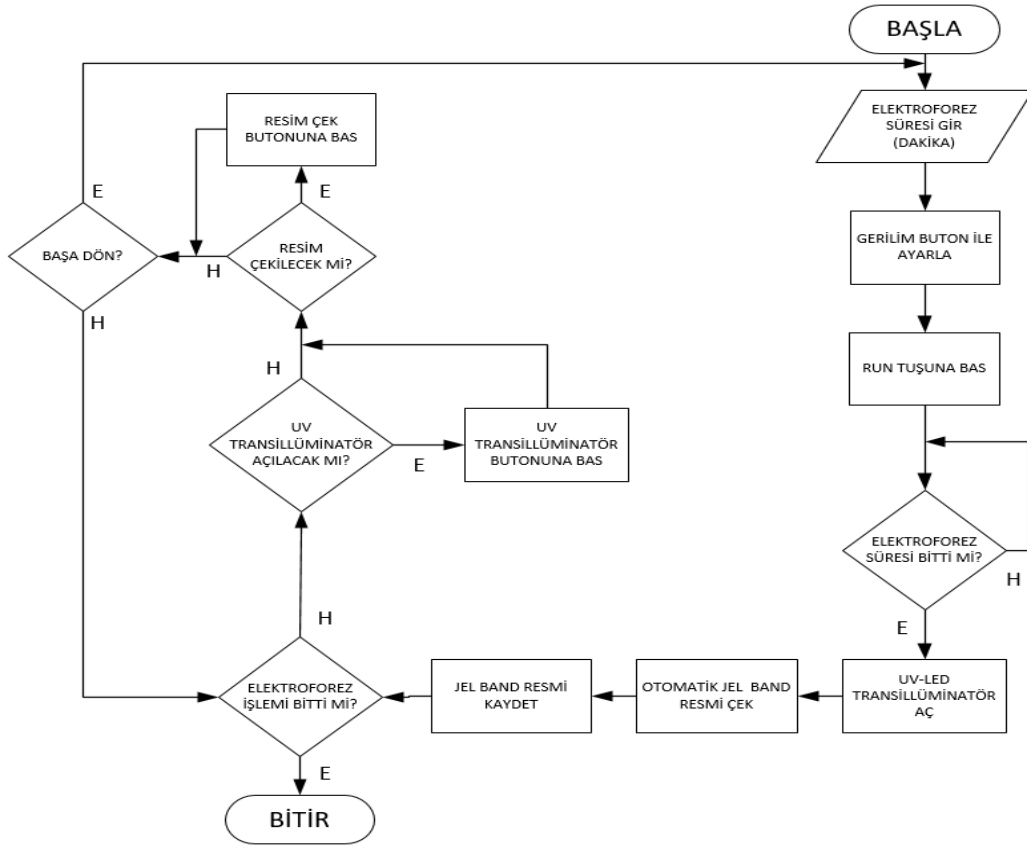 BAŞLA
ELEKTROFOREZ
SÜRESİ GİR
(DAKİKA)
GERİLİM BUTON İLE
AYARLA
RUN TUŞUNA BAS
ELEKTROFOREZ
SÜRESİ BİTTİ Mİ?
H
E
UV-LED
TRANSİLLÜMİNATÖR
AÇ
OTOMATİK JEL BAND
RESMİ ÇEK
JEL BAND RESMİ
KAYDET
ELEKTROFOREZ
İŞLEMİ BİTTİ Mİ?
E
BİTİR
H
UV
TRANSİLLÜMİNATÖR
AÇILACAK MI?
E
UV
TRANSİLLÜMİNATÖR
BUTONUNA BAS
H
RESİM
ÇEKİLECEK Mİ?
E
RESİM ÇEK
BUTONUNA BAS
H
BAŞA DÖN?
E
H